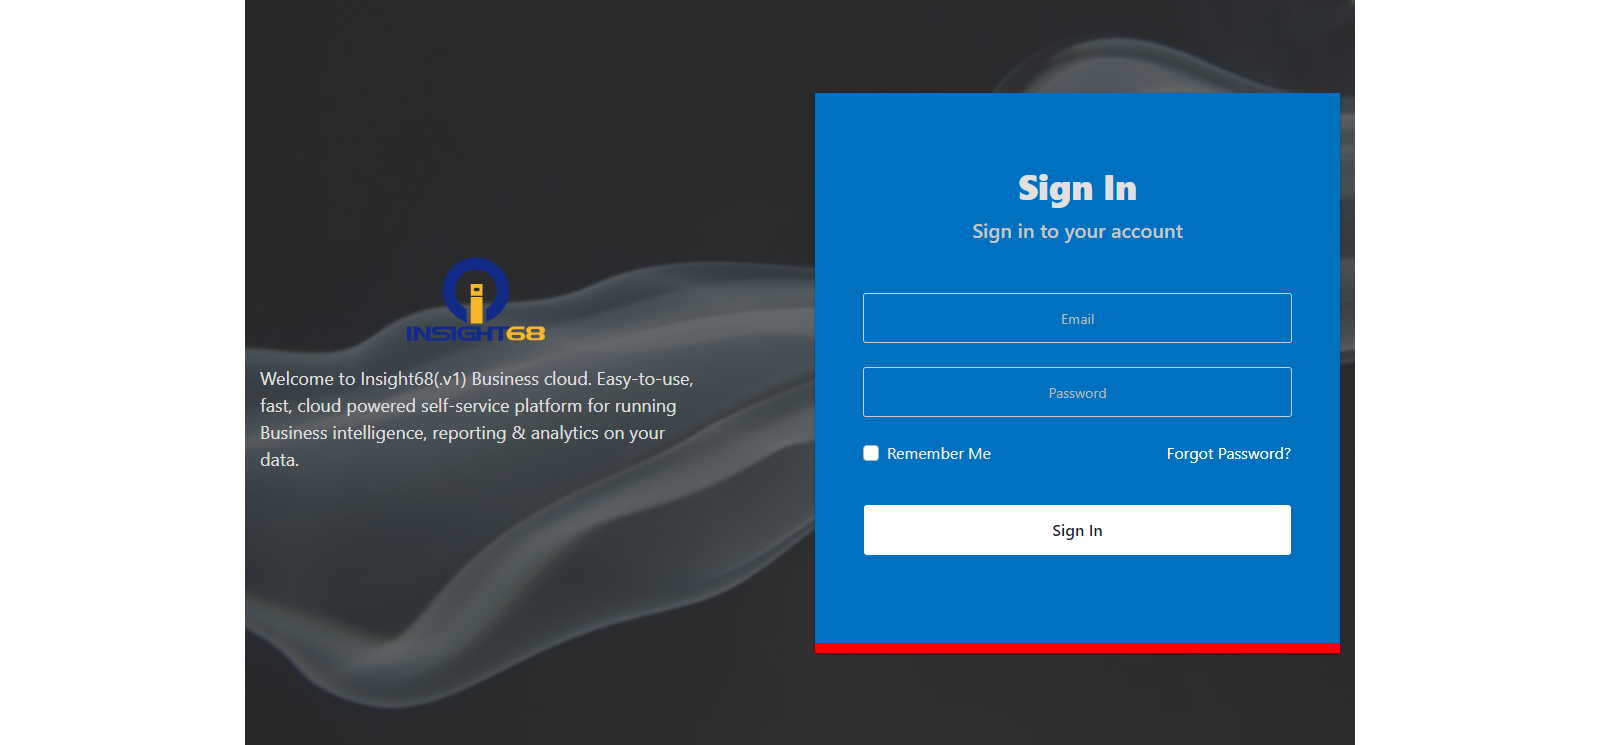 INSIGHT68
Welcome to Insight68(.v1) Business cloud. Easy-to-use,
fast, cloud powered self-service platform for running
Business intelligence, reporting & analytics on your
data.
Sign In
Sign in to your account
Email
Password
Remember Me
Forgot Password?
Sign In